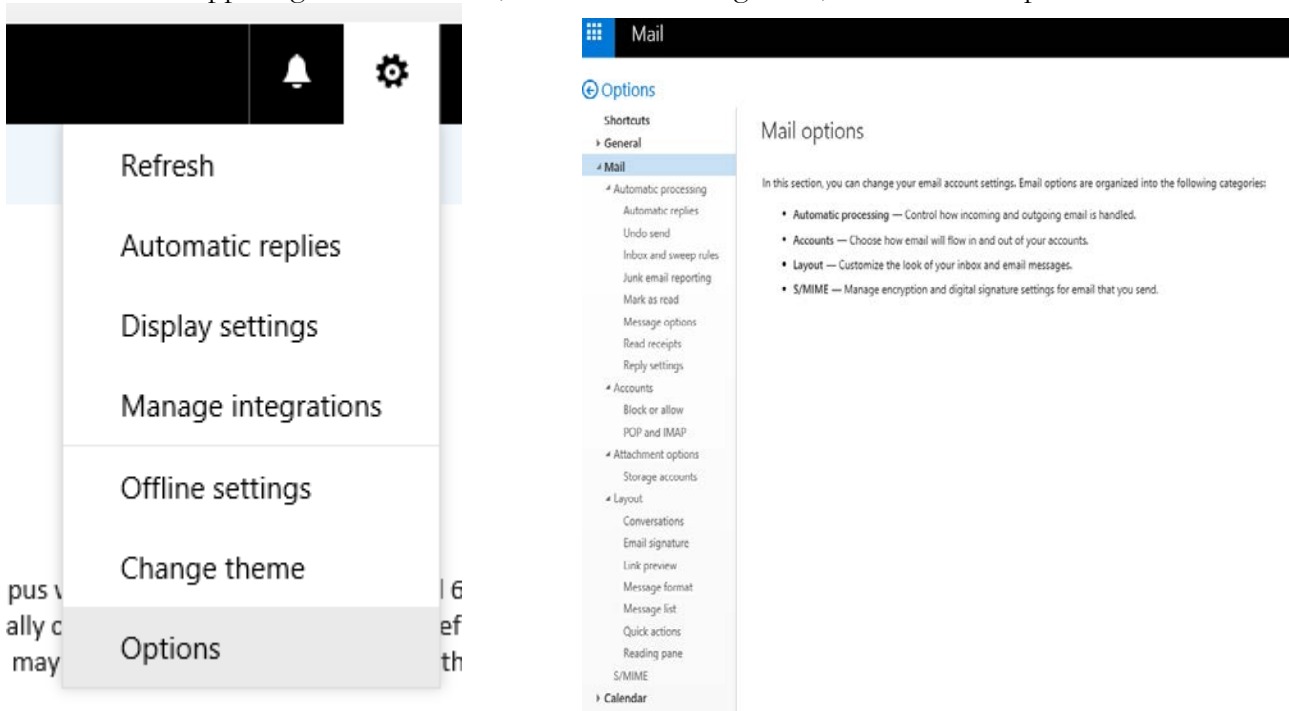 Refresh
Automatic replies
Display settings
Manage integrations
Offline settings
Change theme
Options
Mail
Options
Shortcuts
General
Mail
Automatic processing
Automatic replies
Undo send
Inbox and sweep rules
Junk email reporting
Mark as read
Message options
Read receipts
Reply settings
Accounts
Block or allow
POP and IMAP
Attachment options
Storage accounts
Layout
Conversations
Email signature
Link preview
Message format
Message list
Quick actions
Reading pane
S/MIME
Calendar
Mail options
In this section, you can change your email account settings. Email options are organized into the following categories:
• Automatic processing — Control how incoming and outgoing email is handled.
• Accounts — Choose how email will flow in and out of your accounts.
• Layout — Customize the look of your inbox and email messages.
• S/MIME — Manage encryption and digital signature settings for email that you send.